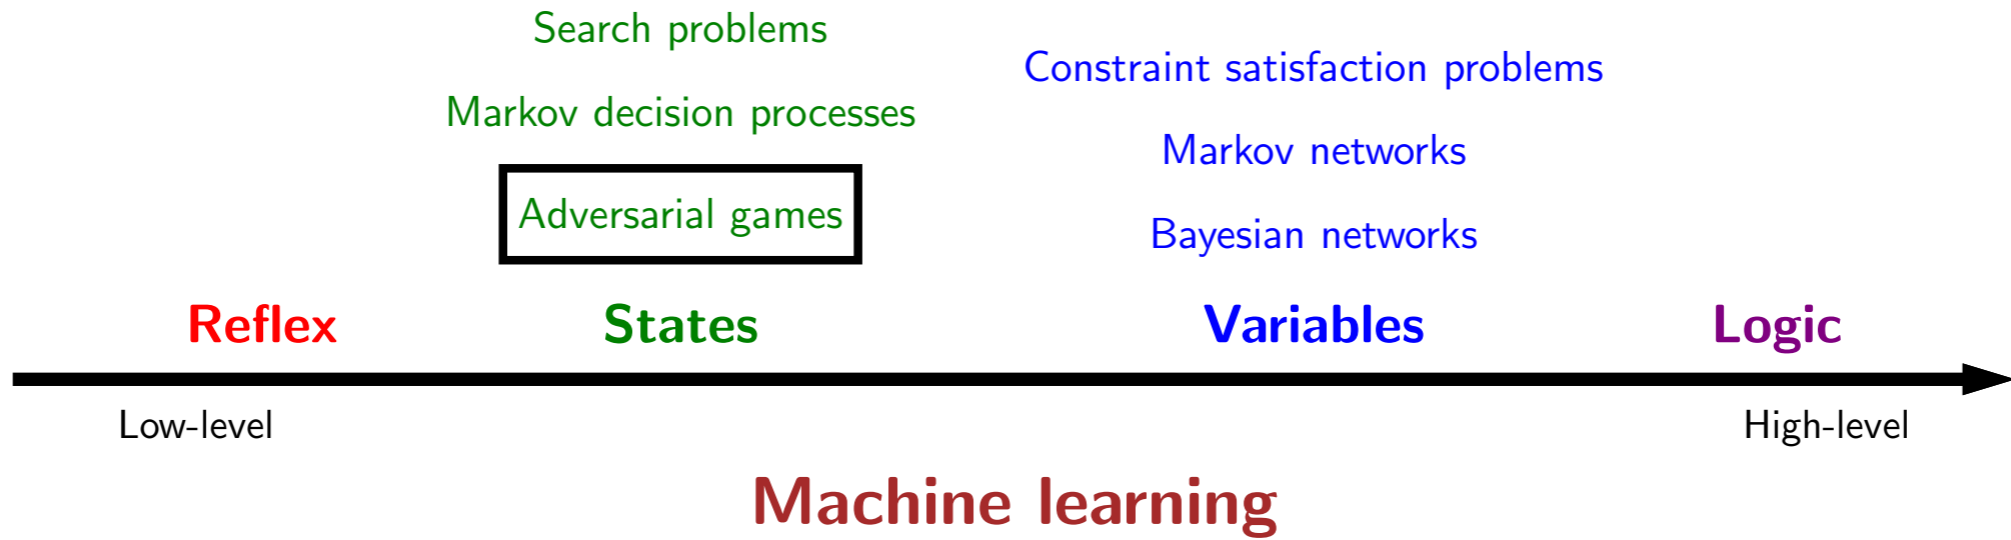 Search problems
Markov decision processes
Adversarial games
Constraint satisfaction problems
Markov networks
Bayesian networks
Reflex
States
Variables
Logic
Low-level
High-level
Machine learning